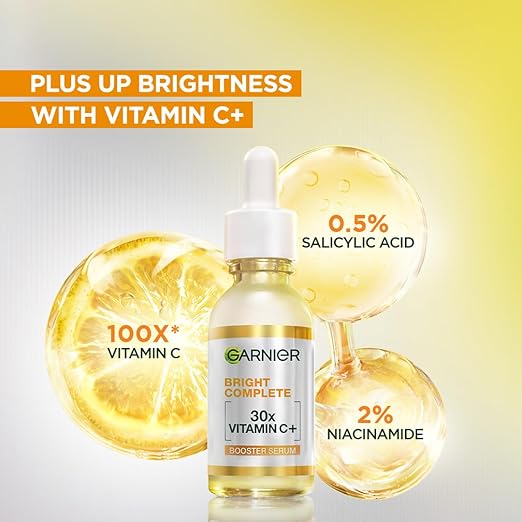 PLUS UP BRIGHTNESS
WITH VITAMIN C+
0.5%
SALICYLIC ACID
100X*
VITAMIN C
GARNIER
BRIGHT
COMPLETE
30x
VITAMIN C+
BOOSTER SERUM
2%
NIACINAMIDE